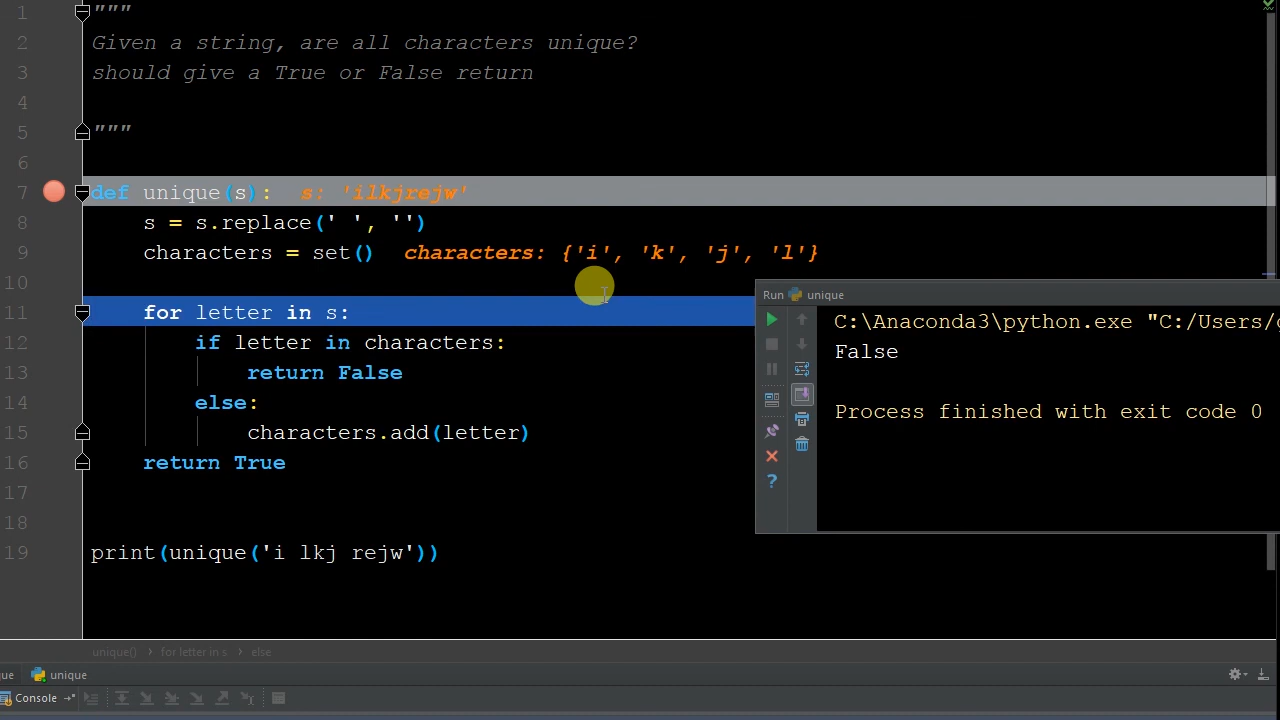 1 """
2 Given a string, are all characters unique?
3 should give a True or False return
4
5 """
6
7 def unique(s): s: 'ilkjrejw'
8 s = s.replace(' ', '')
9 characters = set() characters: {'i', 'k', 'j', 'l'}
10
11 for letter in s:
12 if letter in characters:
13 return False
14 else:
15 characters.add(letter)
16 return True
17
18
19 print(unique('i lkj rejw'))
Run unique
C:\Anaconda3\python.exe "C:/Users/
False
Process finished with exit code 0
unique() › for letter in s › else
que unique
Console